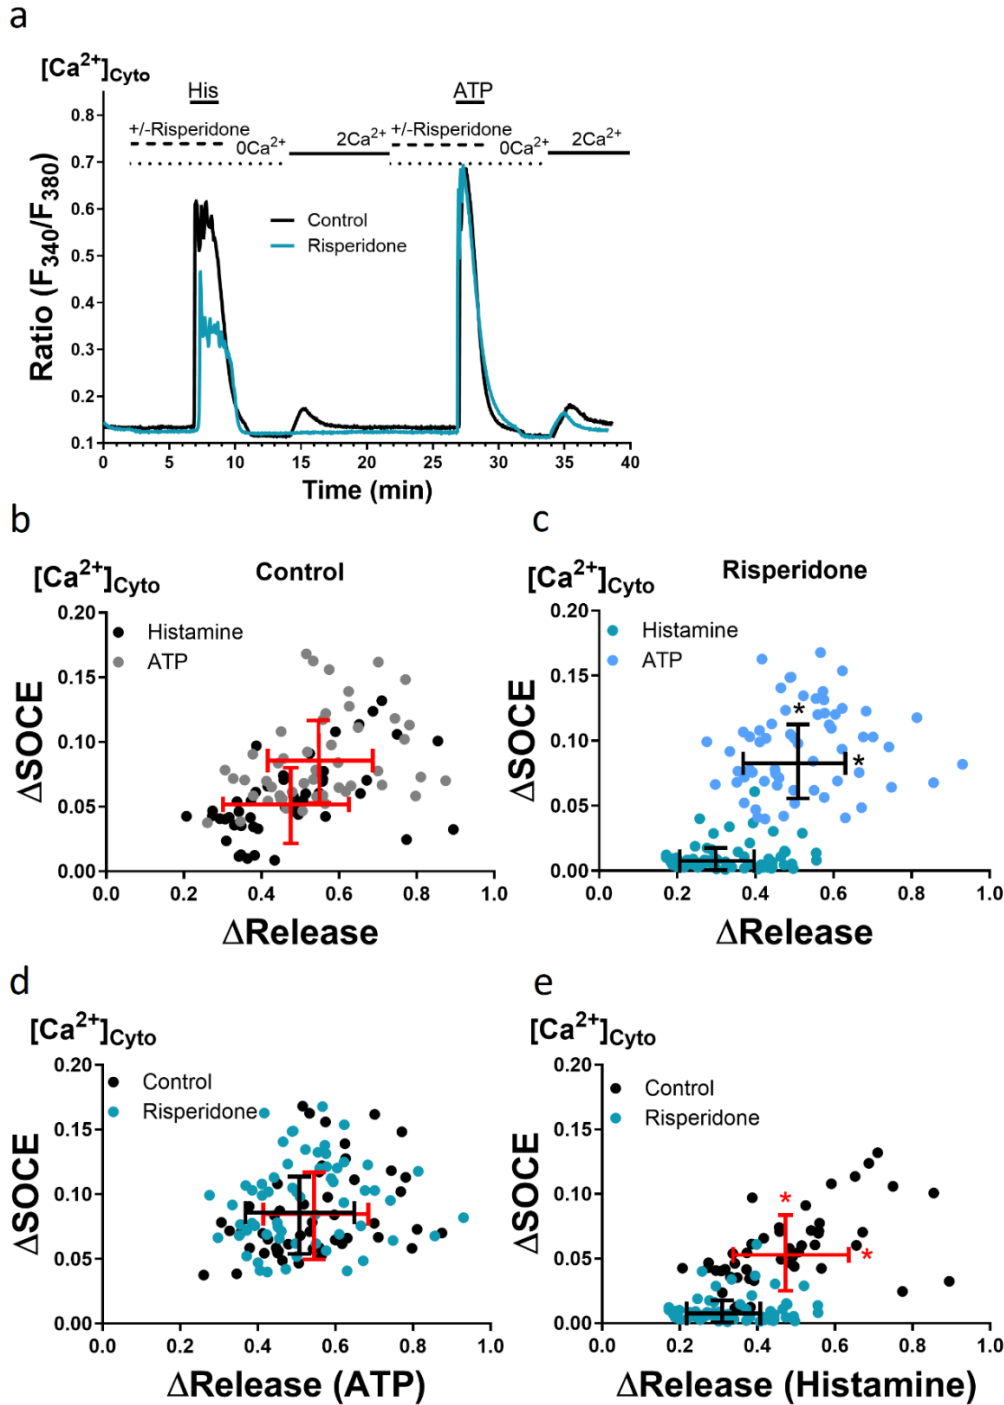 a
[Ca²⁺]Cyto
His
ATP
+/-Risperidone
+/-Risperidone
0Ca²⁺
2Ca²⁺
0Ca²⁺
2Ca²⁺
Control
Risperidone
Ratio (F340/F380)
0.8
0.7
0.6
0.5
0.4
0.3
0.2
0.1
0 5 10 15 20 25 30 35 40
Time (min)
b
[Ca²⁺]Cyto
Control
Histamine
ATP
ΔSOCE
0.20
0.15
0.10
0.05
0.00
0.0 0.2 0.4 0.6 0.8 1.0
ΔRelease
c
[Ca²⁺]Cyto
Risperidone
Histamine
ATP
*
*
ΔSOCE
0.20
0.15
0.10
0.05
0.00
0.0 0.2 0.4 0.6 0.8 1.0
ΔRelease
d
[Ca²⁺]Cyto
Control
Risperidone
ΔSOCE
0.20
0.15
0.10
0.05
0.00
0.0 0.2 0.4 0.6 0.8 1.0
ΔRelease (ATP)
e
[Ca²⁺]Cyto
Control
Risperidone
*
*
ΔSOCE
0.20
0.15
0.10
0.05
0.00
0.0 0.2 0.4 0.6 0.8 1.0
ΔRelease (Histamine)